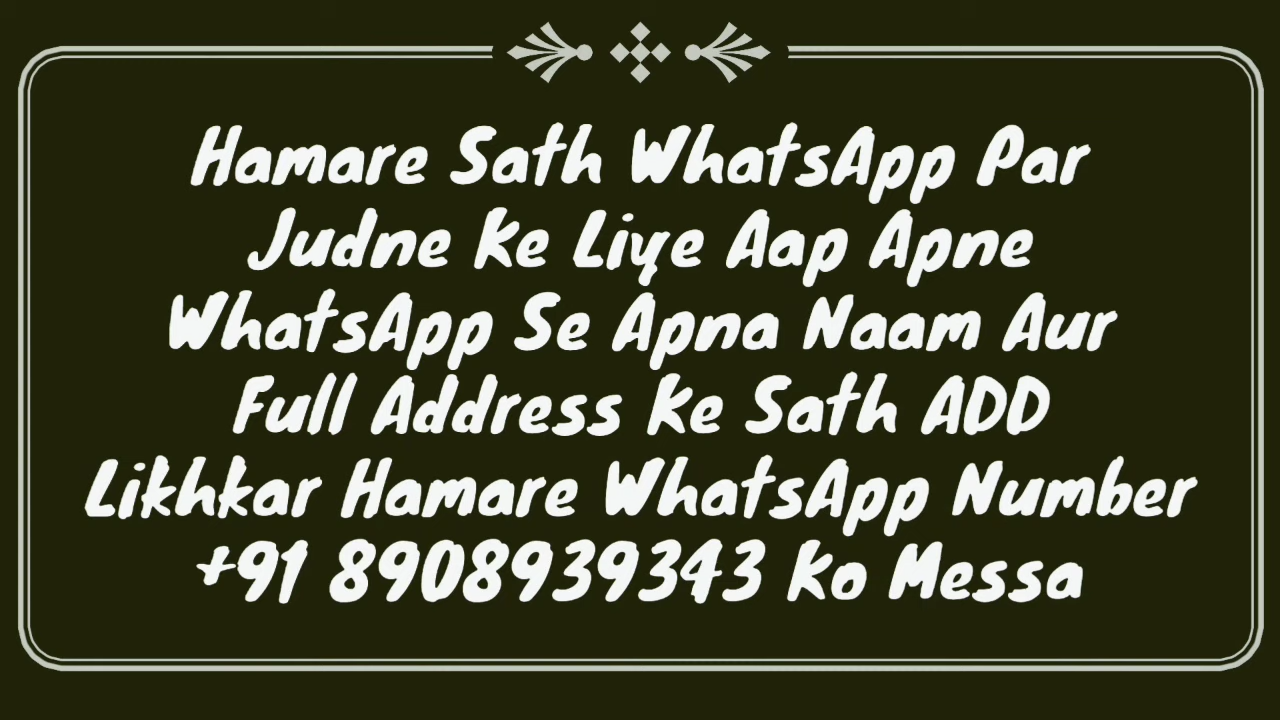 Hamare Sath WhatsApp Par
Judne Ke Liye Aap Apne
WhatsApp Se Apna Naam Aur
Full Address Ke Sath ADD
Likhkar Hamare WhatsApp Number
+91 8908939343 Ko Messa